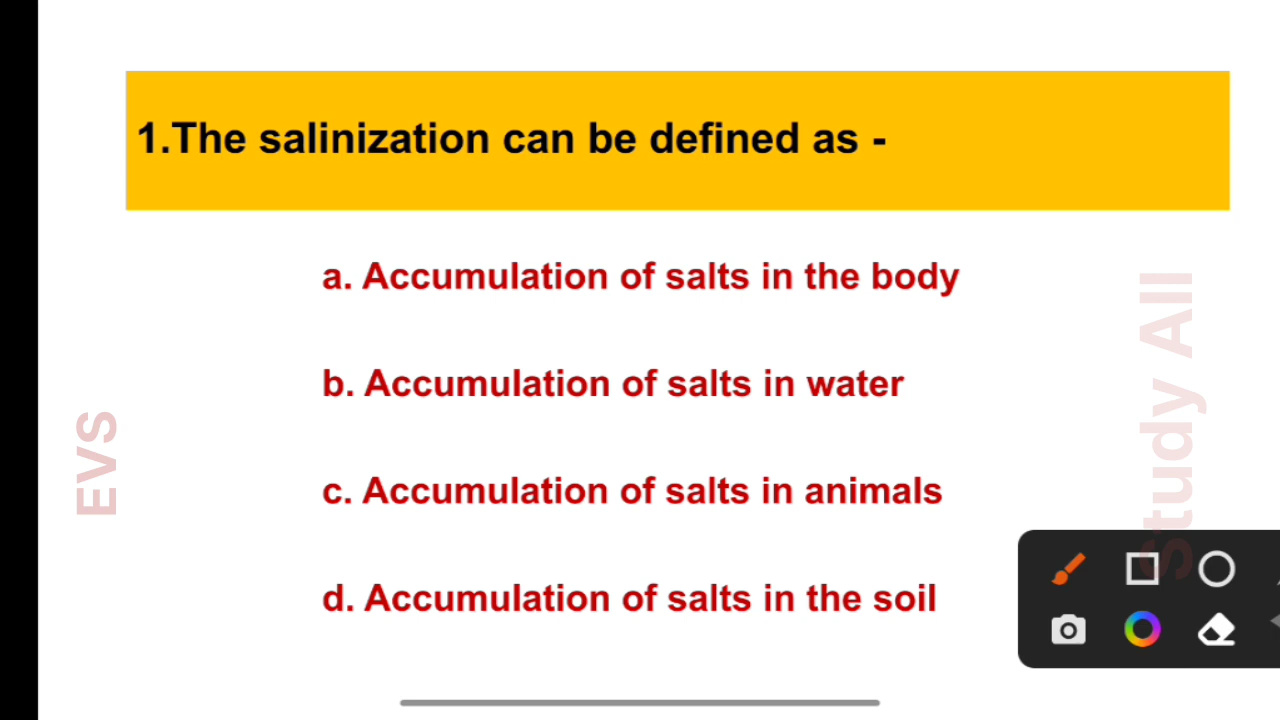 1.The salinization can be defined as -
a. Accumulation of salts in the body
b. Accumulation of salts in water
c. Accumulation of salts in animals
d. Accumulation of salts in the soil
EVS
Study All